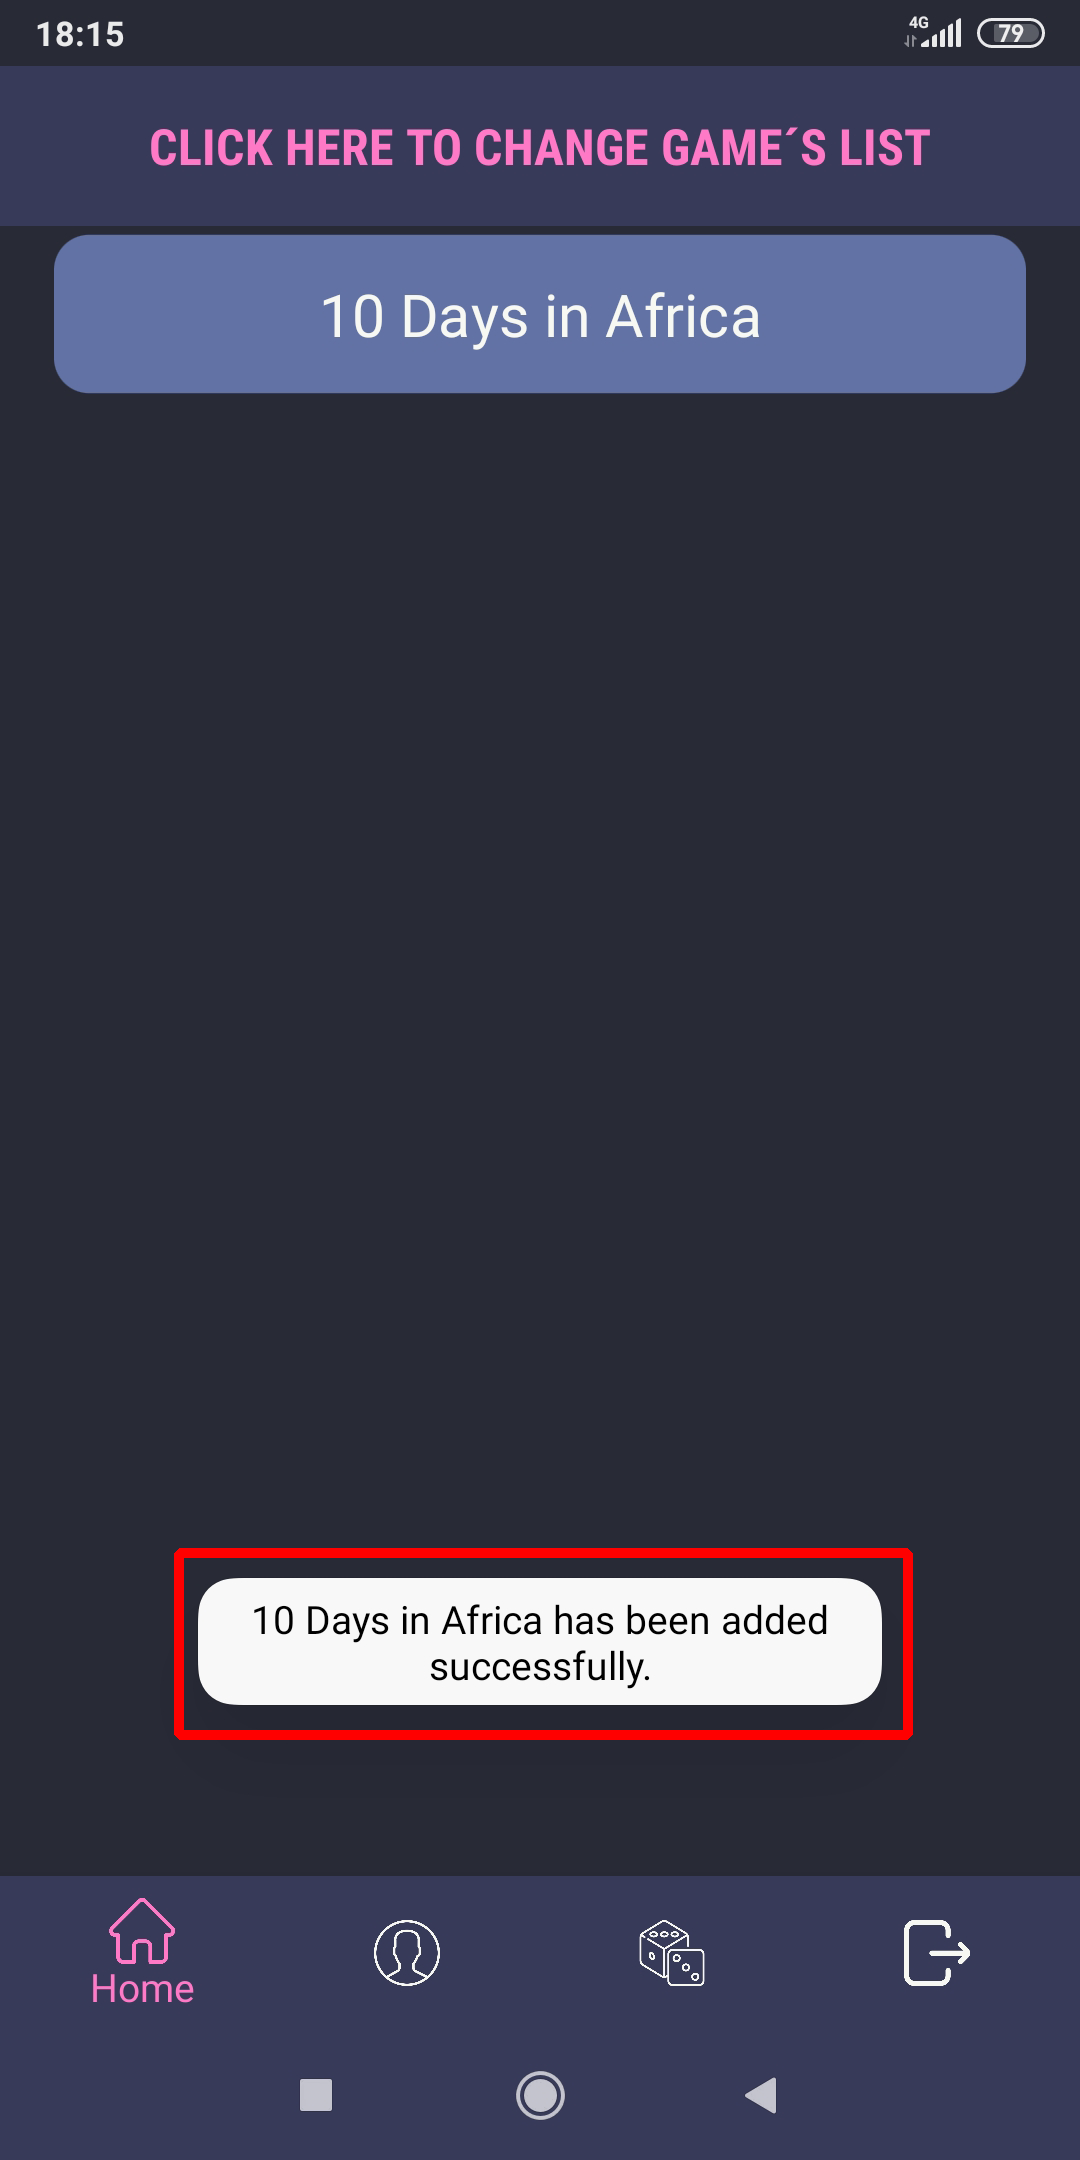 18:15
4G
79
CLICK HERE TO CHANGE GAME´S LIST
10 Days in Africa
10 Days in Africa has been added
successfully.
Home